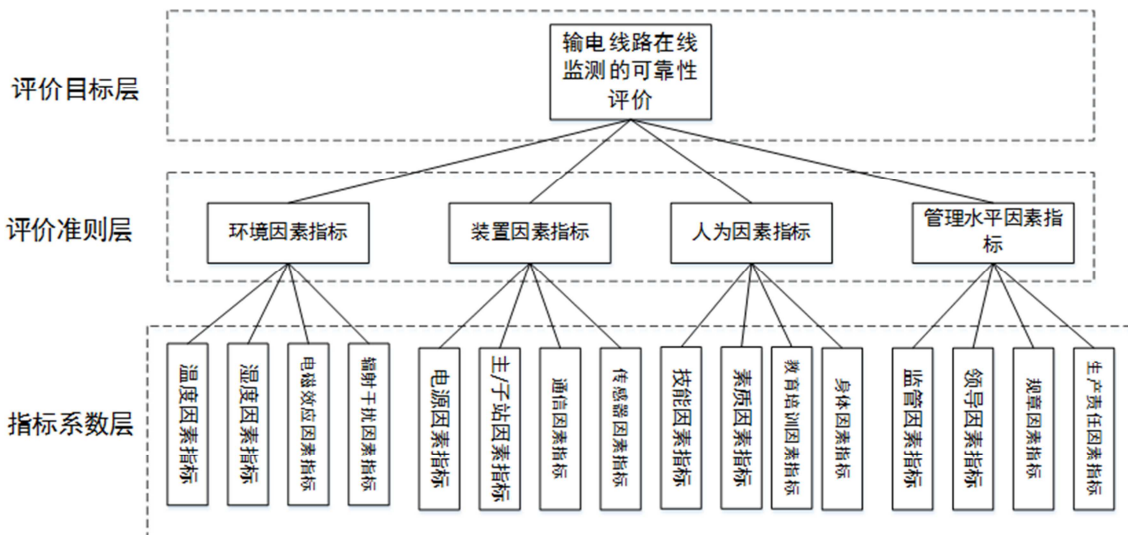 输电线路在线
监测的可靠性
评价
评价目标层
评价准则层
环境因素指标
装置因素指标
人为因素指标
管理水平因素指
标
指标系数层
温度因素指标
湿度因素指标
电磁效应因素指标
辐射干扰因素指标
电源因素指标
主/子站因素指标
通信因素指标
传感器因素指标
技能因素指标
素质因素指标
教育培训因素指标
身体因素指标
监管因素指标
领导因素指标
规章因素指标
生产责任因素指标